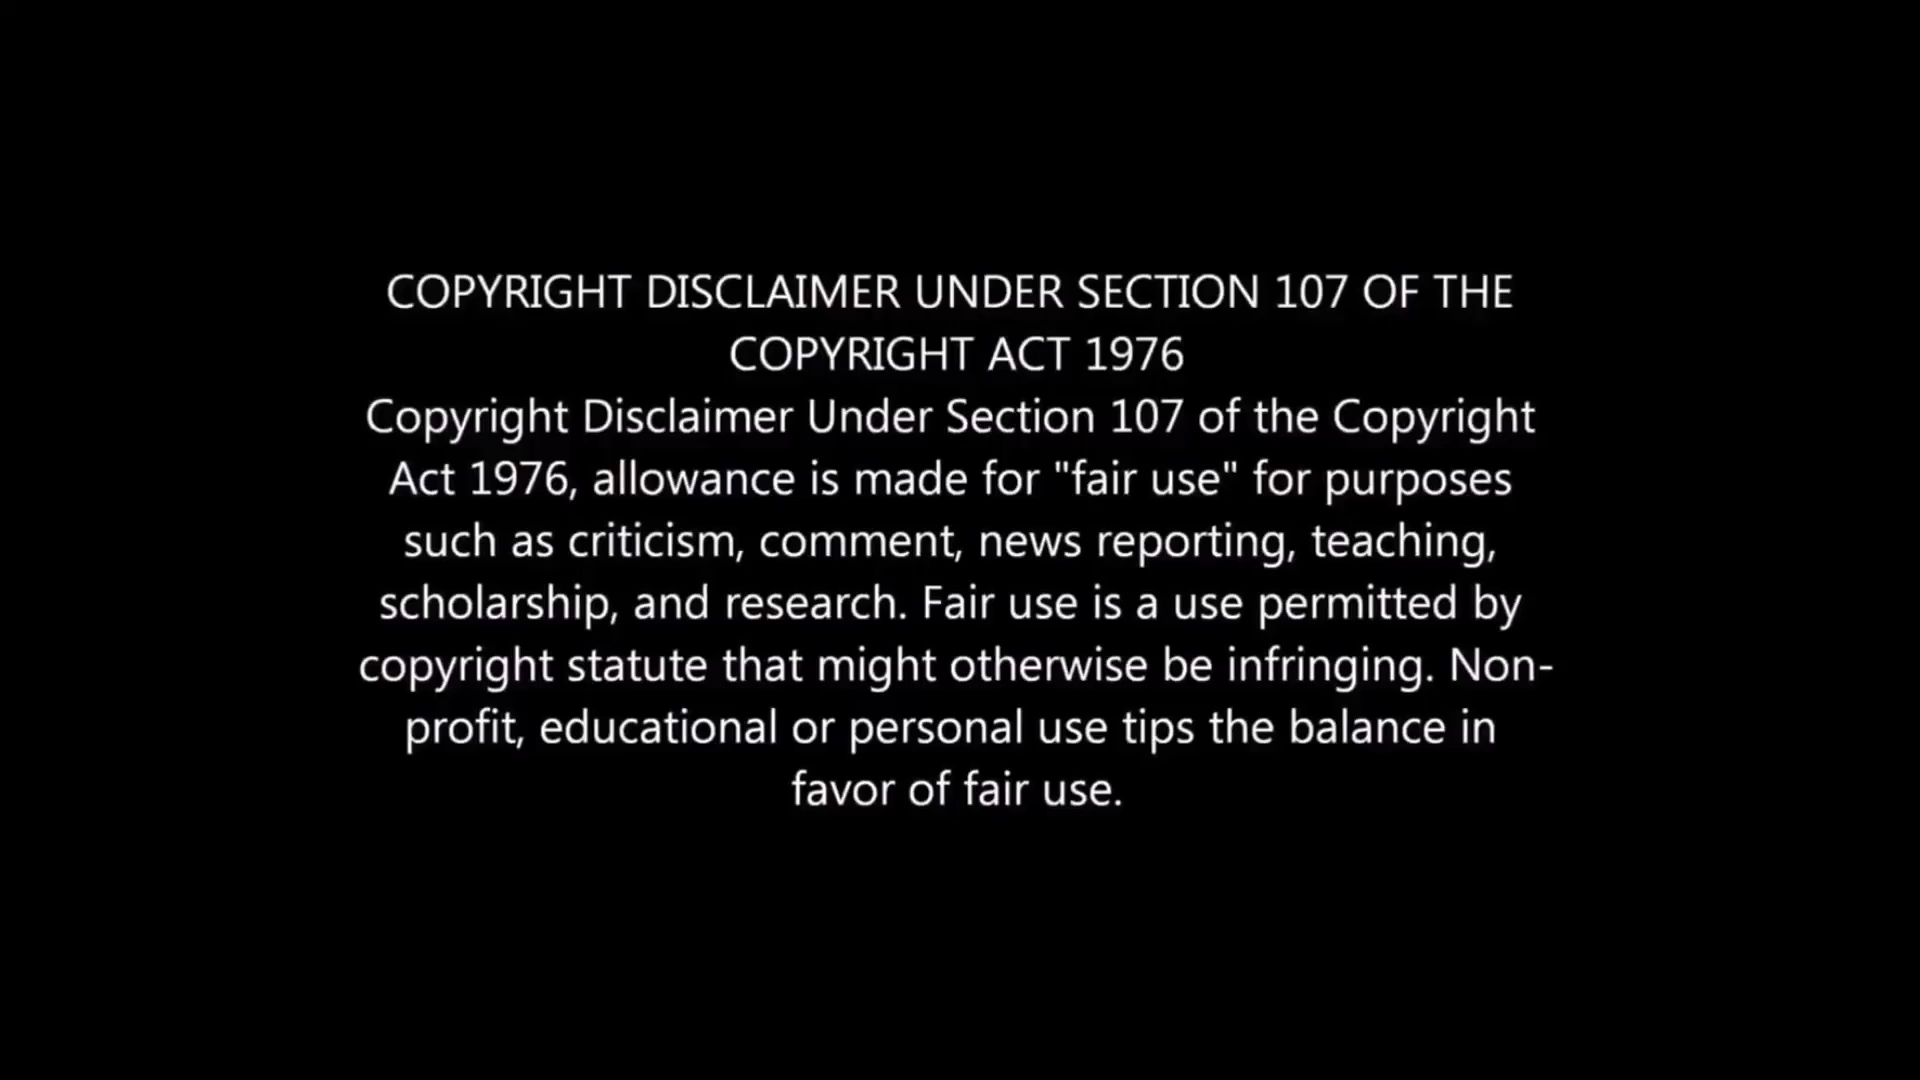 COPYRIGHT DISCLAIMER UNDER SECTION 107 OF THE
COPYRIGHT ACT 1976
Copyright Disclaimer Under Section 107 of the Copyright
Act 1976, allowance is made for "fair use" for purposes
such as criticism, comment, news reporting, teaching,
scholarship, and research. Fair use is a use permitted by
copyright statute that might otherwise be infringing. Non-
profit, educational or personal use tips the balance in
favor of fair use.